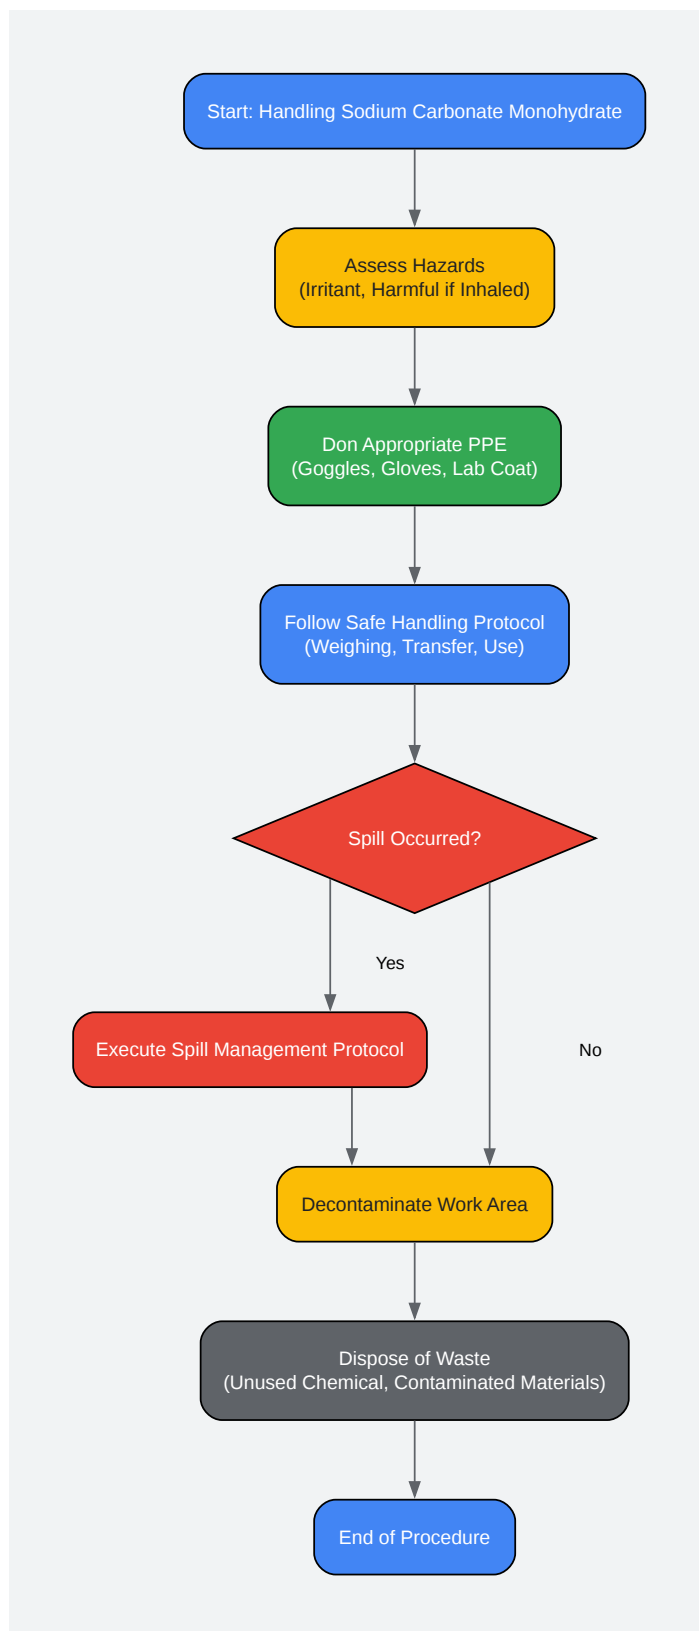 Start: Handling Sodium Carbonate Monohydrate
Assess Hazards
(Irritant, Harmful if Inhaled)
Don Appropriate PPE
(Goggles, Gloves, Lab Coat)
Follow Safe Handling Protocol
(Weighing, Transfer, Use)
Spill Occurred?
Yes
Execute Spill Management Protocol
No
Decontaminate Work Area
Dispose of Waste
(Unused Chemical, Contaminated Materials)
End of Procedure